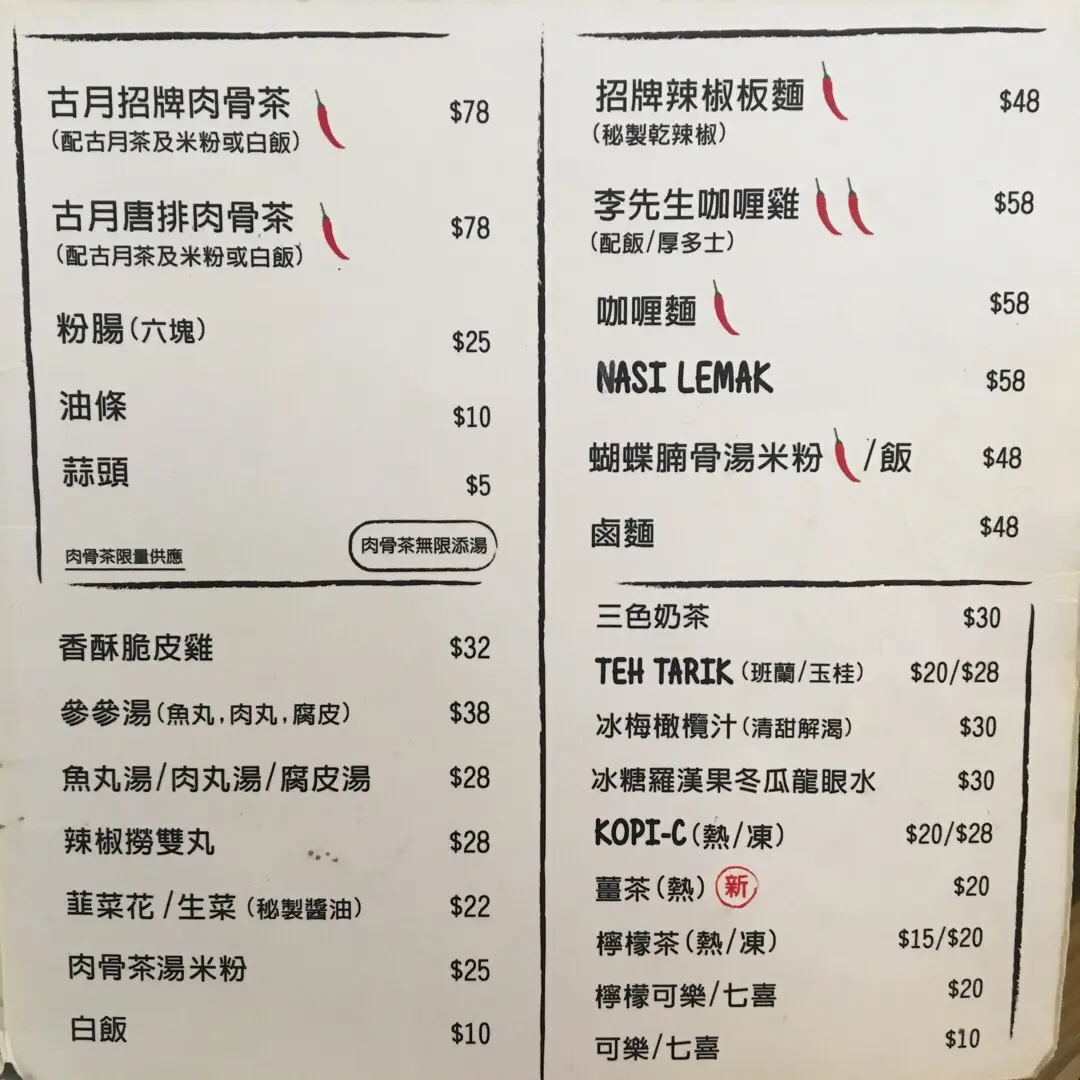 古月招牌肉骨茶 $78
(配古月茶及米粉或白飯)
古月唐排肉骨茶 $78
(配古月茶及米粉或白飯)
粉腸(六塊) $25
油條 $10
蒜頭 $5
肉骨茶限量供應 肉骨茶無限添湯
香酥脆皮雞 $32
參參湯(魚丸,肉丸,腐皮) $38
魚丸湯/肉丸湯/腐皮湯 $28
辣椒撈雙丸 $28
韮菜花/生菜(秘製醬油) $22
肉骨茶湯米粉 $25
白飯 $10
招牌辣椒板麵 $48
(秘製乾辣椒)
李先生咖喱雞 $58
(配飯/厚多士)
咖喱麵 $58
NASI LEMAK $58
蝴蝶腩骨湯米粉/飯 $48
鹵麵 $48
三色奶茶 $30
TEH TARIK (班蘭/玉桂) $20/$28
冰梅橄欖汁(清甜解渴) $30
冰糖羅漢果冬瓜龍眼水 $30
KOPI-C(熱/凍) $20/$28
薑茶(熱) 新 $20
檸檬茶(熱/凍) $15/$20
檸檬可樂/七喜 $20
可樂/七喜 $10